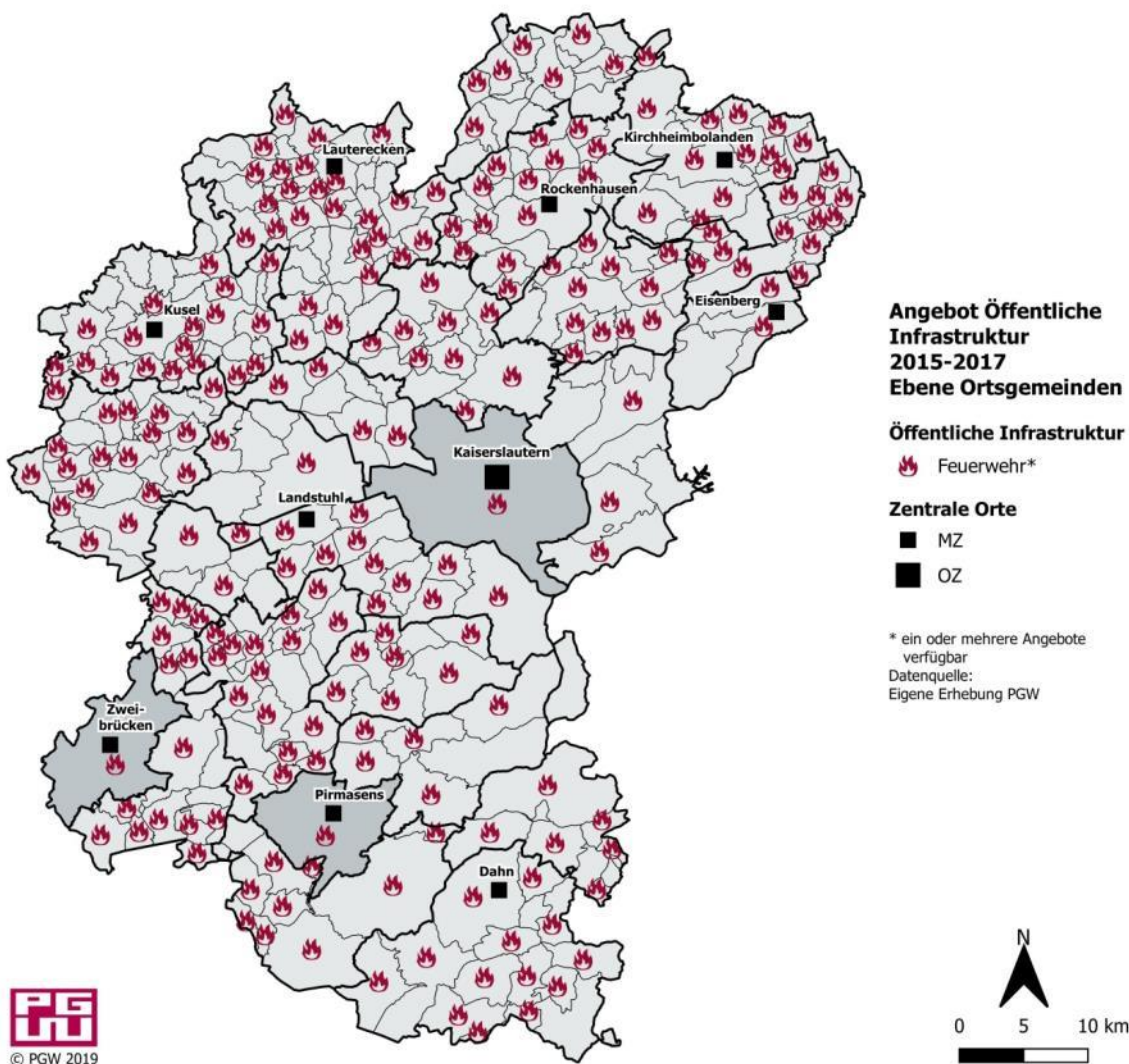 Kirchheimbolanden
Lauterecken
Rockenhausen
Kusel
Eisenberg
Kaiserslautern
Landstuhl
Zwei-
brücken
Pirmasens
Dahn
Angebot Öffentliche
Infrastruktur
2015-2017
Ebene Ortsgemeinden
Öffentliche Infrastruktur
Feuerwehr*
Zentrale Orte
MZ
OZ
* ein oder mehrere Angebote
verfügbar
Datenquelle:
Eigene Erhebung PGW
N
0 5 10 km
PGW
© PGW 2019